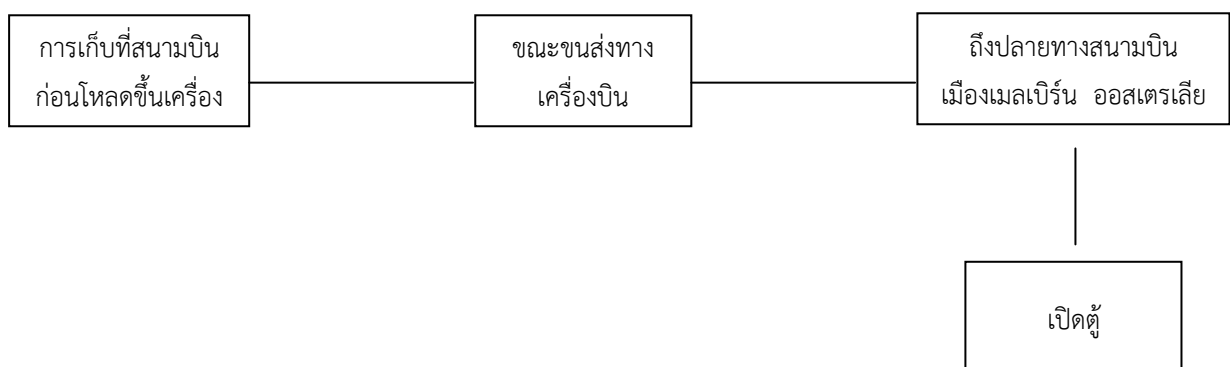 การเก็บที่สนามบิน
ก่อนโหลดขึ้นเครื่อง
ขณะขนส่งทาง
เครื่องบิน
ถึงปลายทางสนามบิน
เมืองเมลเบิร์น ออสเตรเลีย
เปิดตู้